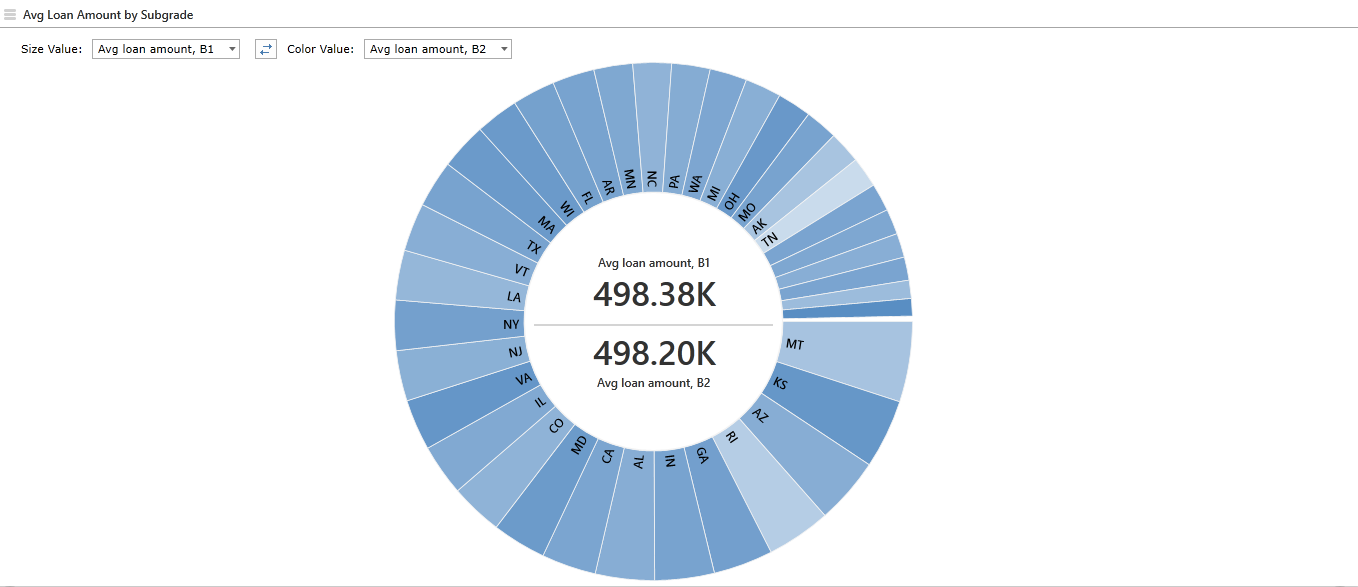 Avg Loan Amount by Subgrade
Size Value: Avg loan amount, B1 Color Value: Avg loan amount, B2
MT
KS
AZ
RI
GA
IN
AL
CA
MD
CO
IL
VA
NJ
NY
LA
VT
TX
MA
WI
FL
AR
MN
NC
PA
WA
MI
OH
MO
AK
TN
Avg loan amount, B1
498.38K
498.20K
Avg loan amount, B2